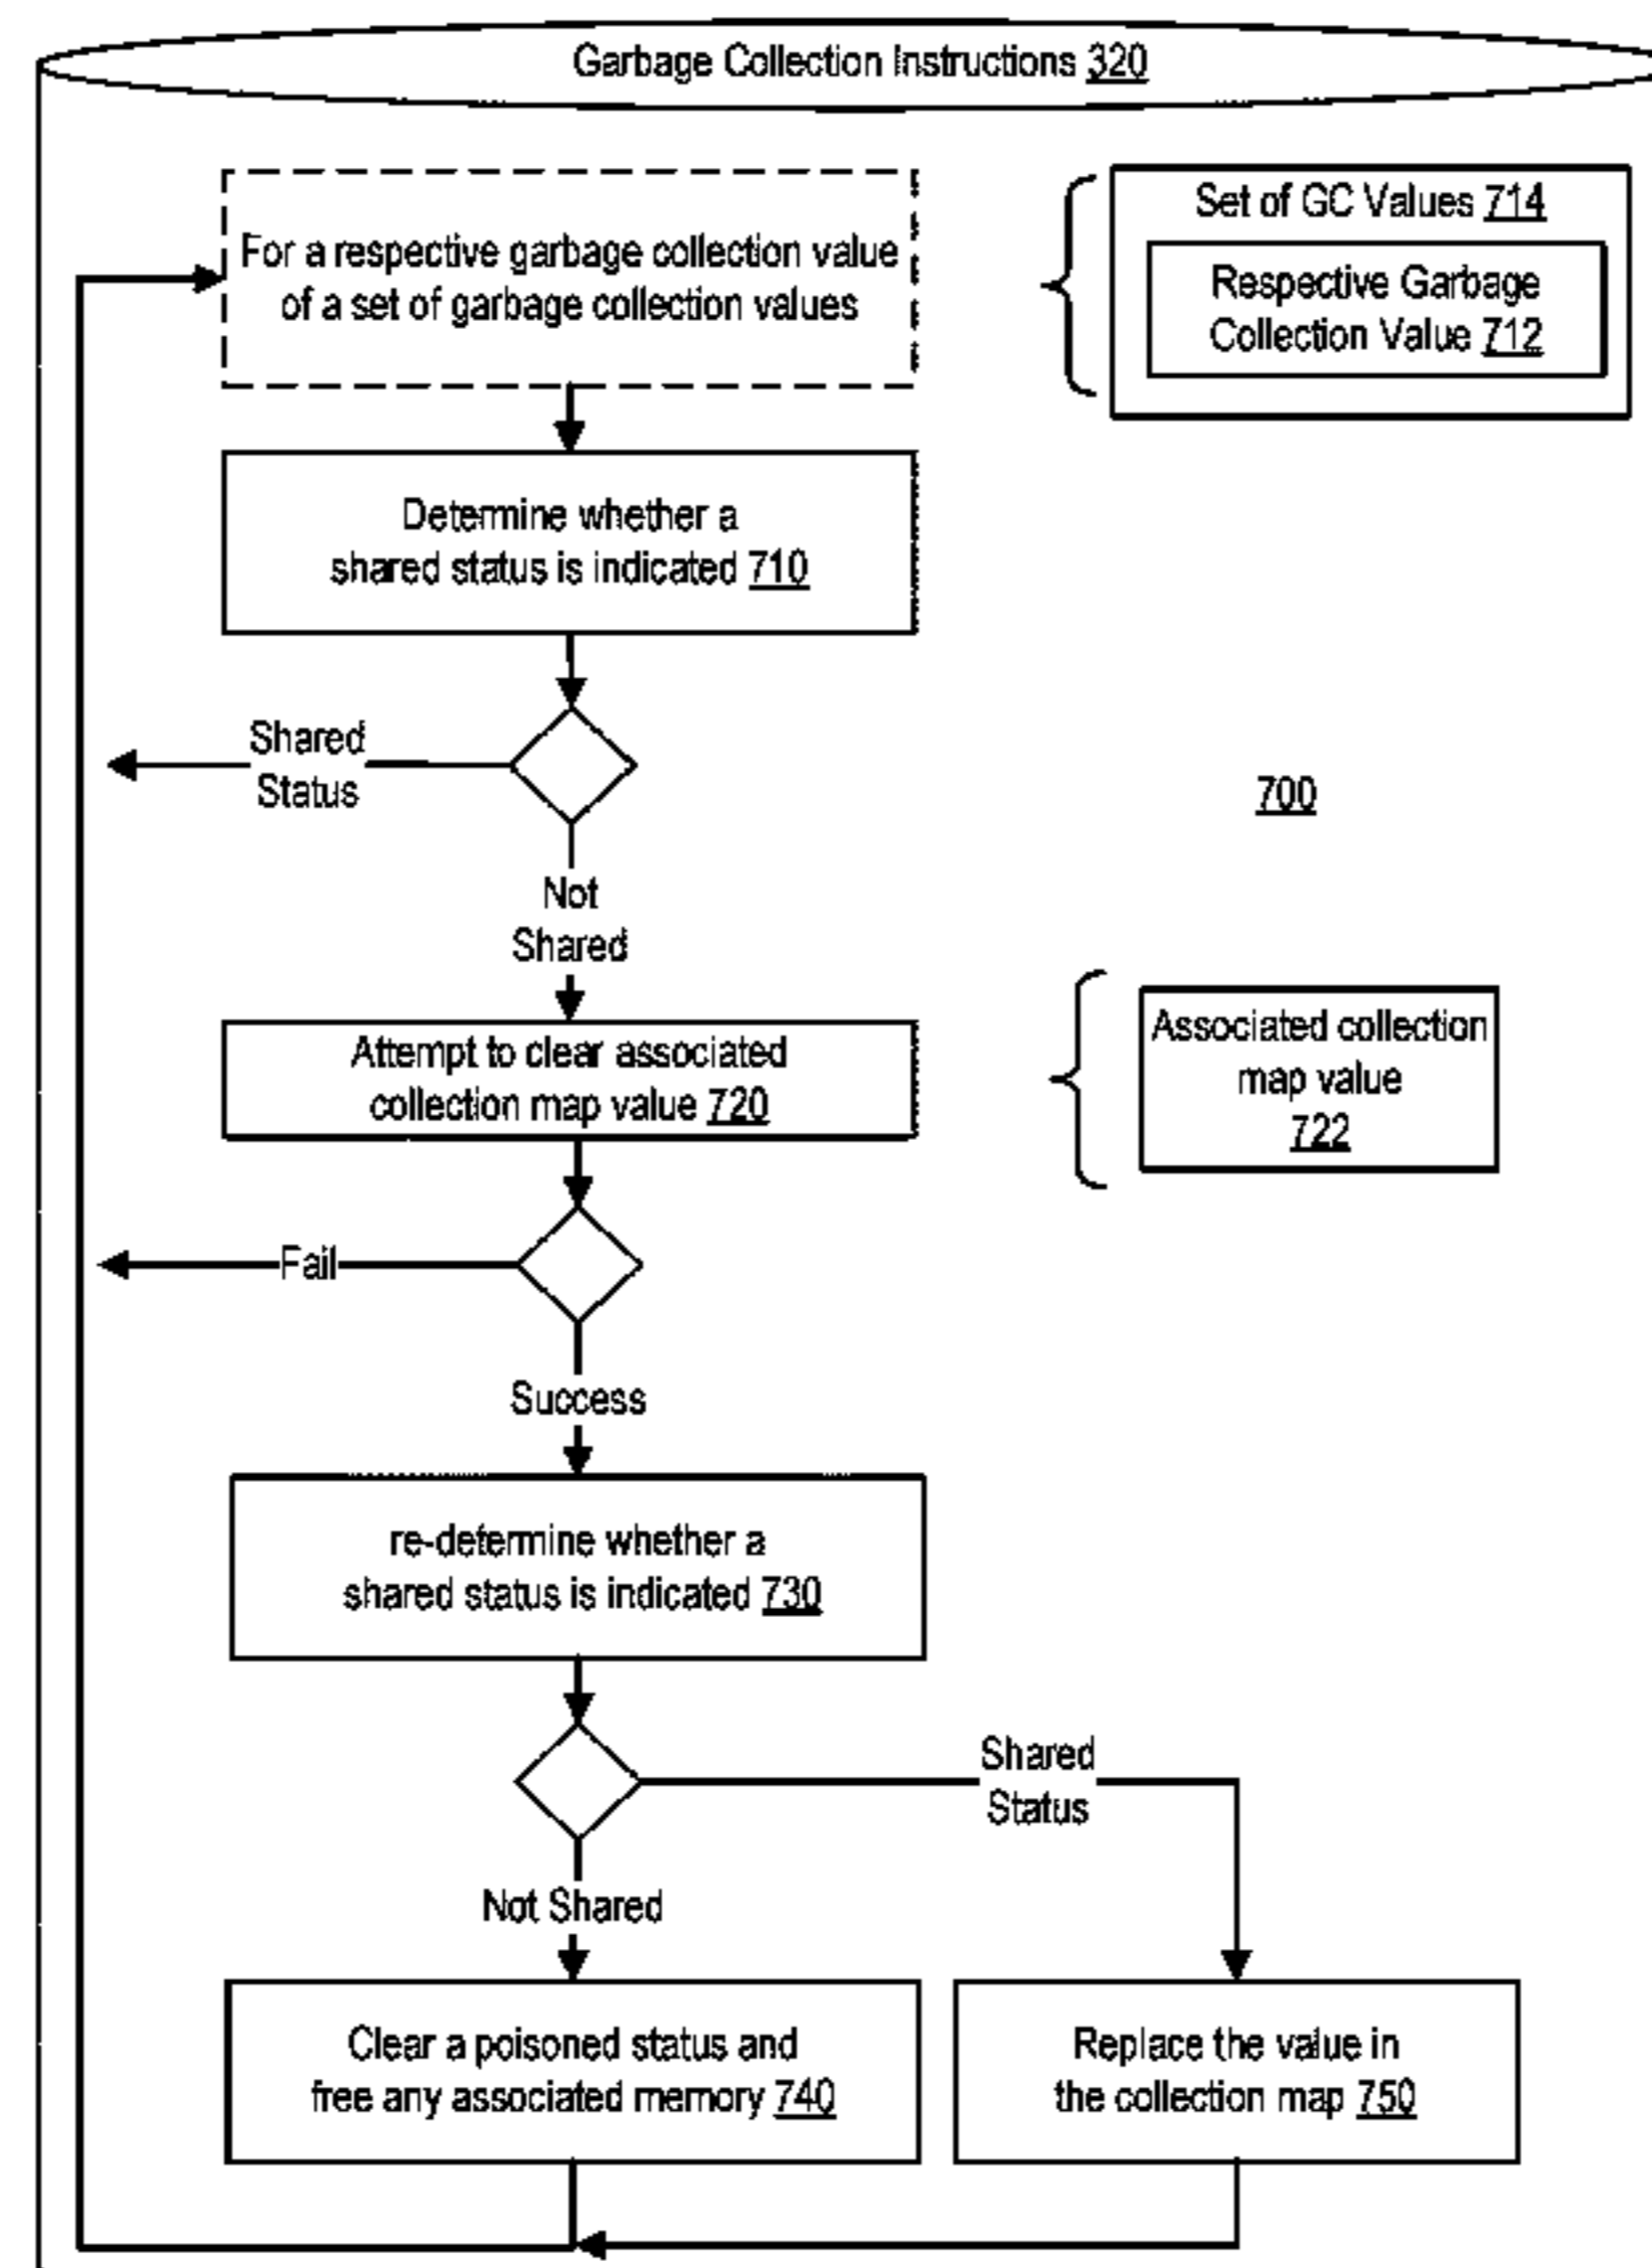 Garbage Collection Instructions 320
For a respective garbage collection value
of a set of garbage collection values
Set of GC Values 714
Respective Garbage
Collection Value 712
Determine whether a
shared status is indicated 710
Shared
Status
700
Not
Shared
Attempt to clear associated
collection map value 720
Associated collection
map value
722
Fail
Success
re-determine whether a
shared status is indicated 730
Shared
Status
Not Shared
Clear a poisoned status and
free any associated memory 740
Replace the value in
the collection map 750